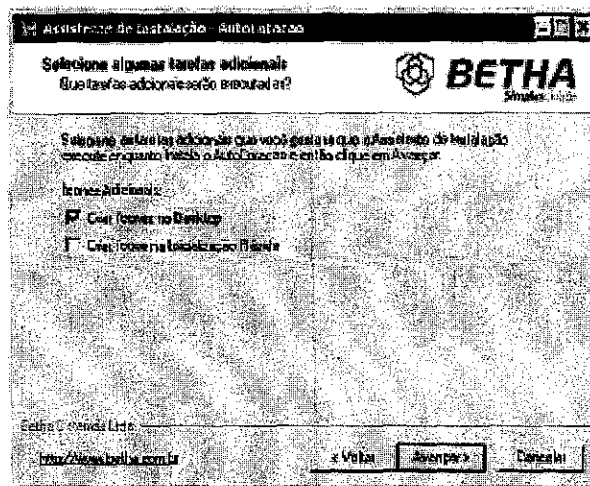 Assistente de Instalação - AutoCotacao
Selecione algumas tarefas adicionais
Que tarefas adicionais serão executadas?
BETHA
Simples
Selecione as tarefas adicionais que você gostaria que o Assistente de Instalação
execute enquanto instala o AutoCotacao e então clique em Avançar.
Ícones Adicionais:
Criar Ícones no Desktop
Criar Ícone na Inicialização Rápida
Betha Sistemas Ltda.
http://www.betha.com.br
< Voltar
Avançar >
Cancelar